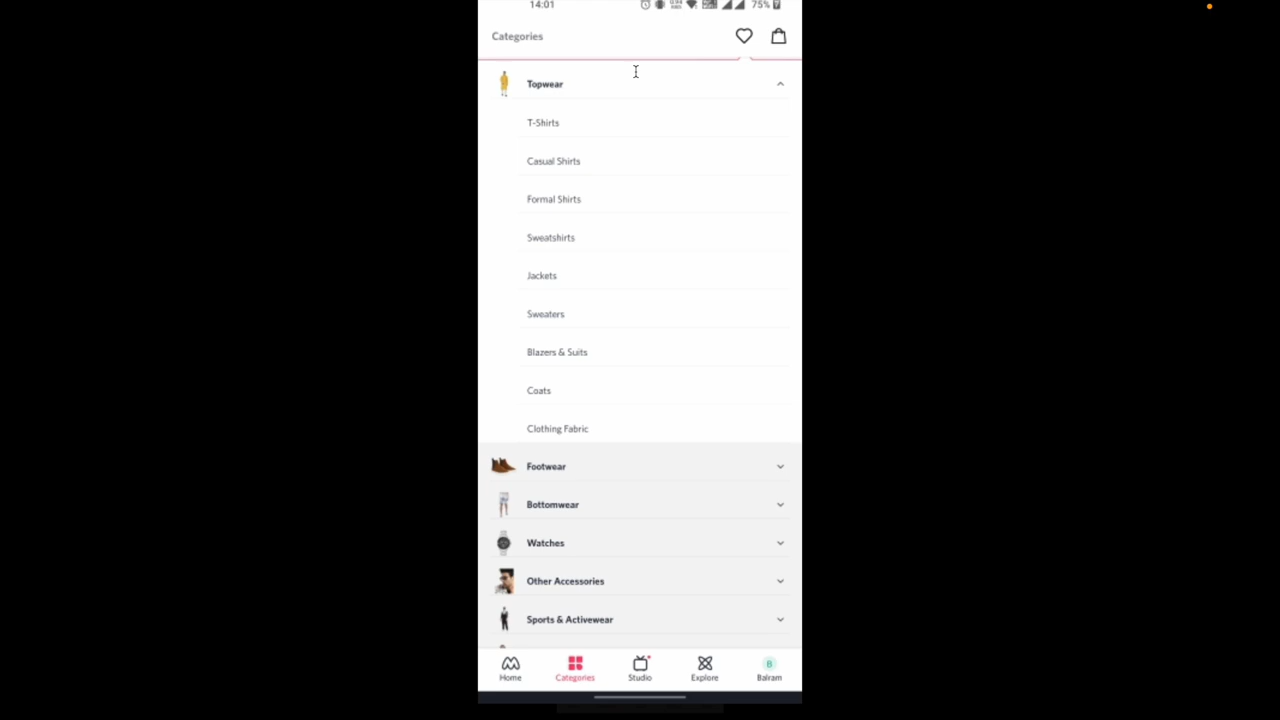 14:01
75%
Categories
Topwear
T-Shirts
Casual Shirts
Formal Shirts
Sweatshirts
Jackets
Sweaters
Blazers & Suits
Coats
Clothing Fabric
Footwear
Bottomwear
Watches
Other Accessories
Sports & Activewear
B
Home Categories Studio Explore Balram